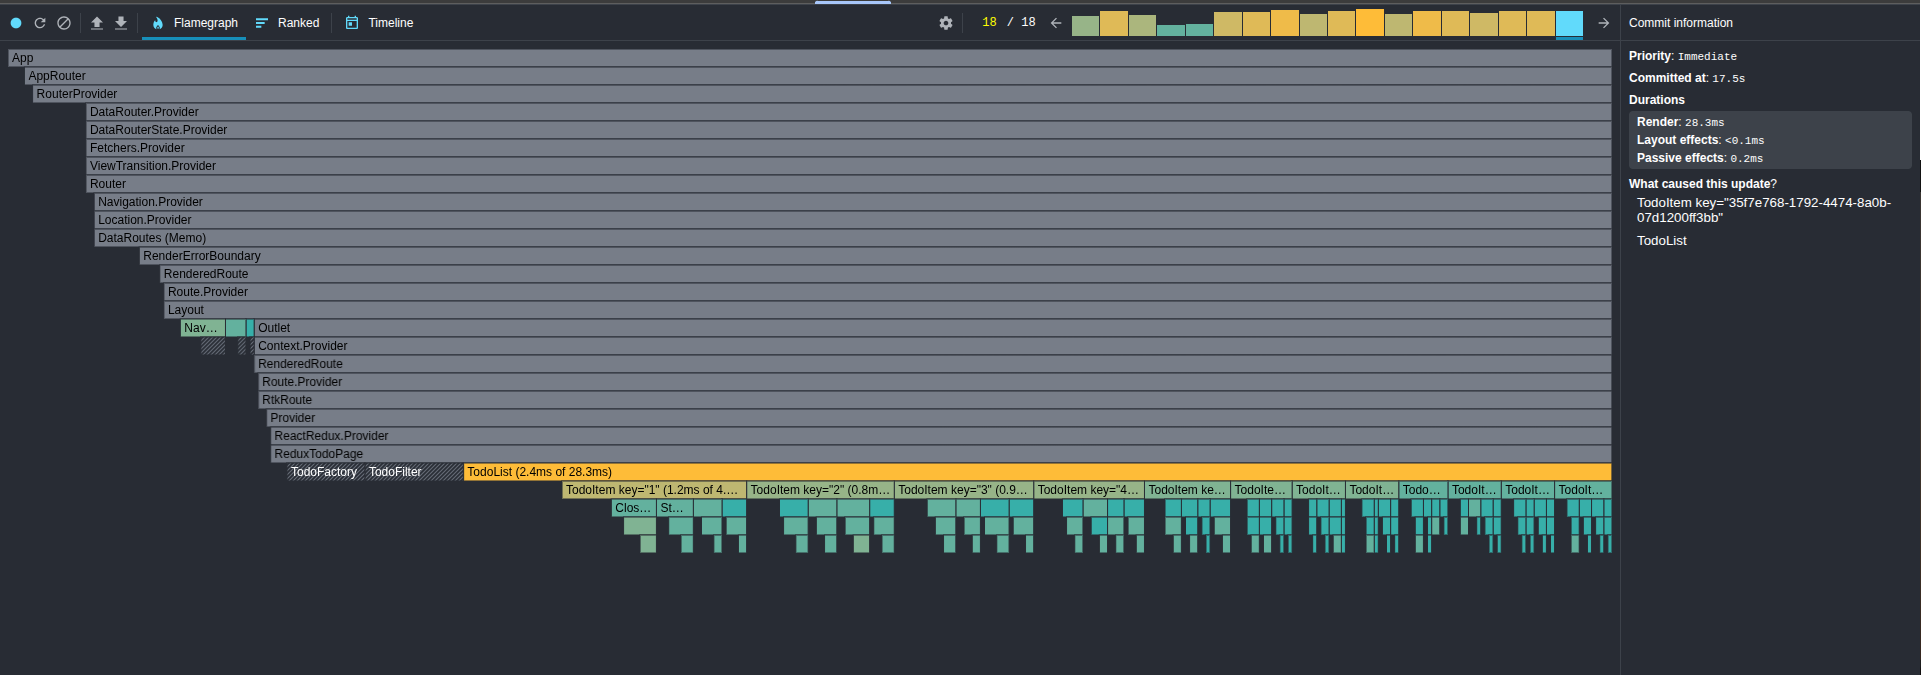 Flamegraph Ranked Timeline 18 / 18 Commit information
App
AppRouter
RouterProvider
DataRouter.Provider
DataRouterState.Provider
Fetchers.Provider
ViewTransition.Provider
Router
Navigation.Provider
Location.Provider
DataRoutes (Memo)
RenderErrorBoundary
RenderedRoute
Route.Provider
Layout
Nav… Outlet
Context.Provider
RenderedRoute
Route.Provider
RtkRoute
Provider
ReactRedux.Provider
ReduxTodoPage
TodoFactory TodoFilter TodoList (2.4ms of 28.3ms)
TodoItem key="1" (1.2ms of 4.… TodoItem key="2" (0.8m… TodoItem key="3" (0.9… TodoItem key="4… TodoItem ke… TodoIte… TodoIt… TodoIt… Todo… TodoIt… TodoIt… TodoIt…
Clos… St…
Priority: Immediate
Committed at: 17.5s
Durations
Render: 28.3ms
Layout effects: <0.1ms
Passive effects: 0.2ms
What caused this update?
TodoItem key="35f7e768-1792-4474-8a0b-
07d1200ff3bb"
TodoList